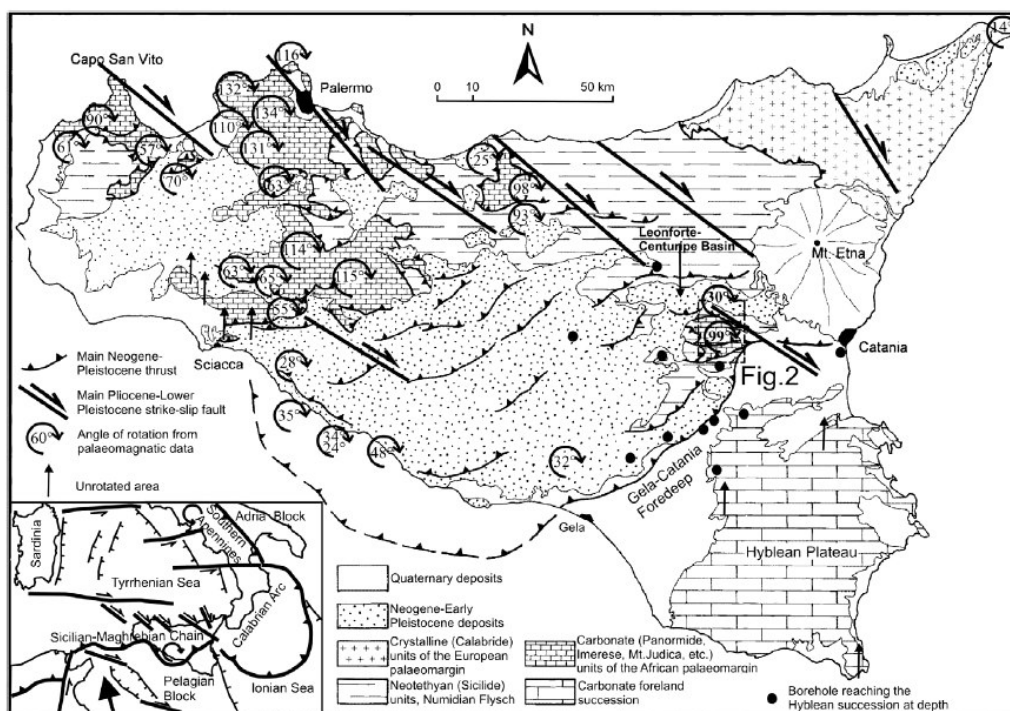 14°
116°
N
Capo San Vito
Palermo
132°
34°
0 10 50 km
90°
110°
61°
57°
131°
25°
70°
63°
98°
93°
Leonforte-
Centuripe Basin
114°
Mt. Etna
63°
65°
115°
30°
55°
99°
Catania
Sciacca
28°
Fig.2
Main Neogene-
Pleistocene thrust
Main Pliocene-Lower
Pleistocene strike-slip fault
35°
34°
24°
48°
32°
60°
Angle of rotation from
palaeomagnatic data
Unrotated area
Gela-Catania
Foredeep
Gela
Hyblean Plateau
Sardinia
Southern
Apennines
Adria Block
Tyrrhenian Sea
Calabrian Arc
Sicilian-Maghrebian Chain
Pelagian
Block
Ionian Sea
Quaternary deposits
Neogene-Early
Pleistocene
deposits
Crystalline (Calabride)
units of the European
palaeomargin
Neotethyan (Sicilide)
units, Numidian Flysch
Carbonate (Panormide,
Imerese, Mt.Judica, etc.)
units of the African palaeomargin
Carbonate foreland
succession
Borehole reaching the
Hyblean succession at depth